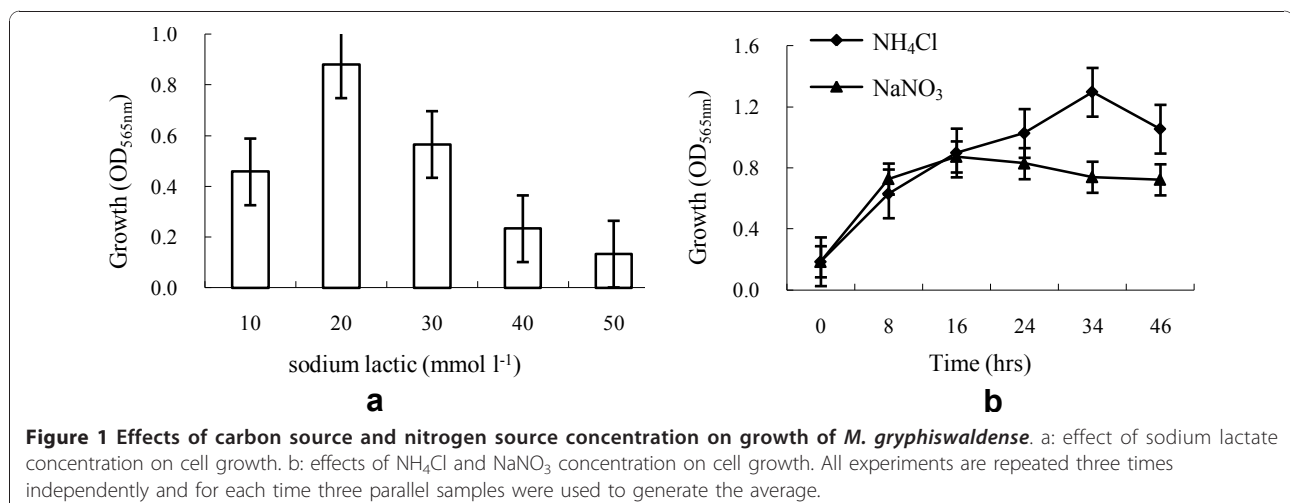 1.0
0.8
0.6
0.4
0.2
0.0
Growth (OD565nm)
10 20 30 40 50
sodium lactic (mmol l-1)
a
NH4Cl
NaNO3
1.6
1.2
0.8
0.4
0.0
Growth (OD565nm)
0 8 16 24 34 46
Time (hrs)
b
Figure 1 Effects of carbon source and nitrogen source concentration on growth of M. gryphiswaldense. a: effect of sodium lactate
concentration on cell growth. b: effects of NH4Cl and NaNO3 concentration on cell growth. All experiments are repeated three times
independently and for each time three parallel samples were used to generate the average.